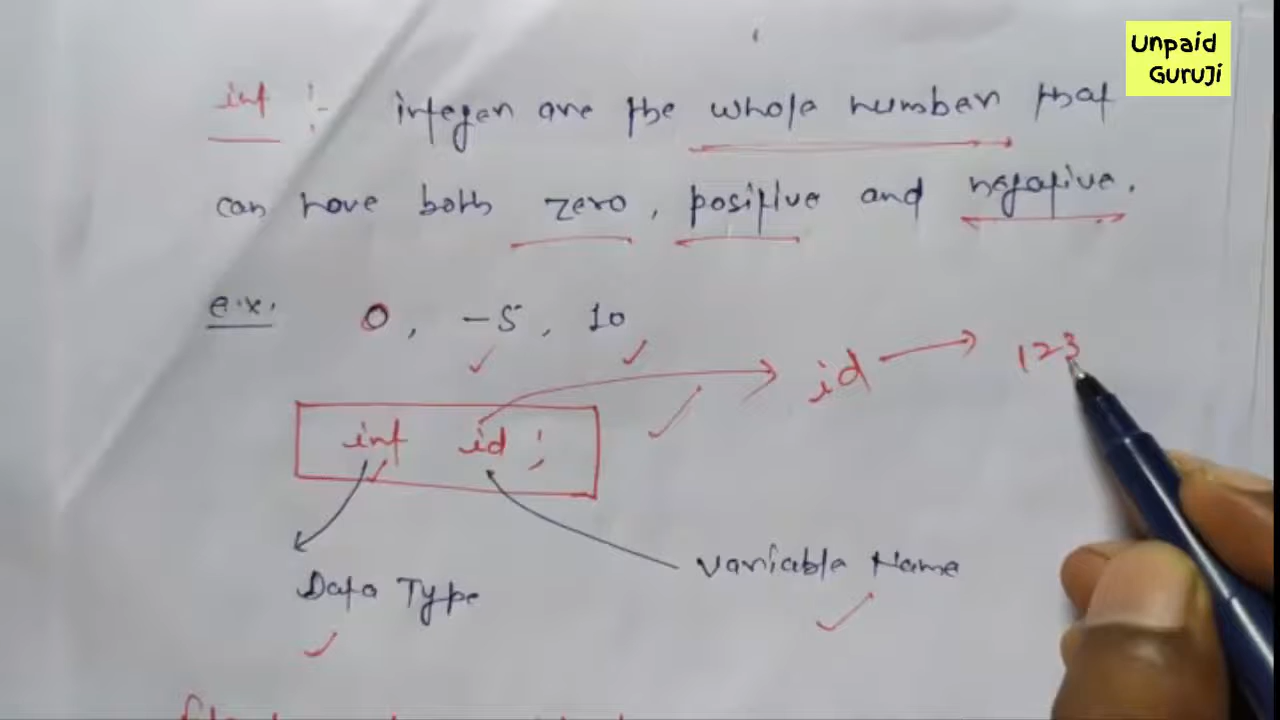 Unpaid
GuruJi
int :- integer are the whole number that
can have both zero, positive and negative.
e.x. 0, -5, 10
id → 123
int id ;
Variable Name
Data Type